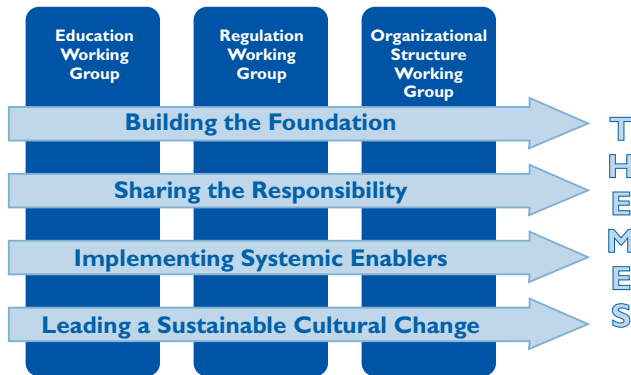 Education
Working
Group
Regulation
Working
Group
Organizational
Structure
Working
Group
Building the Foundation
Sharing the Responsibility
Implementing Systemic Enablers
Leading a Sustainable Cultural Change
THEMES